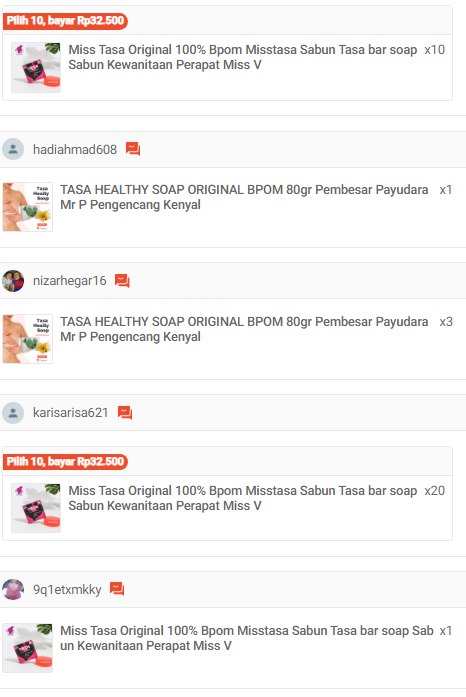 Pilih 10, bayar Rp32.500
Miss Tasa Original 100% Bpom Misstasa Sabun Tasa bar soap x10
Sabun Kewanitaan Perapat Miss V
hadiahmad608
Tasa
Healty
Soap
TASA HEALTHY SOAP ORIGINAL BPOM 80gr Pembesar Payudara x1
Mr P Pengencang Kenyal
nizarhegar16
Tasa
Healty
Soap
TASA HEALTHY SOAP ORIGINAL BPOM 80gr Pembesar Payudara x3
Mr P Pengencang Kenyal
karisarisa621
Pilih 10, bayar Rp32.500
Miss Tasa Original 100% Bpom Misstasa Sabun Tasa bar soap x20
Sabun Kewanitaan Perapat Miss V
9q1etxmkky
Miss Tasa Original 100% Bpom Misstasa Sabun Tasa bar soap Sab x1
un Kewanitaan Perapat Miss V